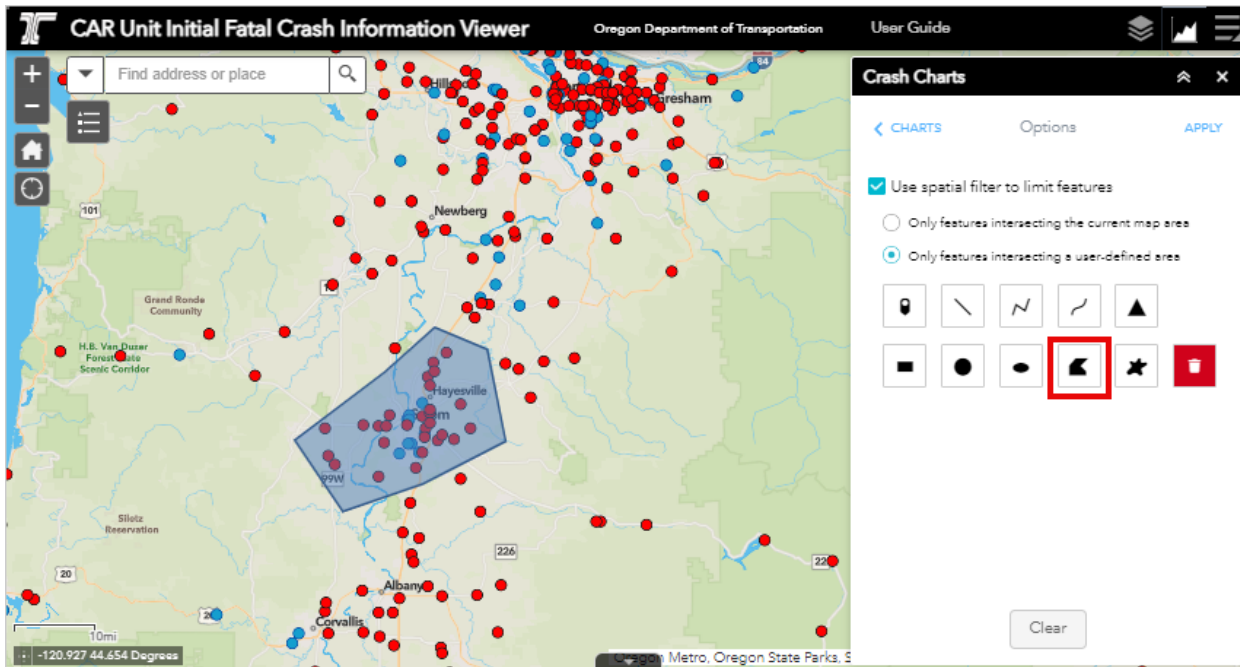 CAR Unit Initial Fatal Crash Information Viewer
Oregon Department of Transportation
User Guide
+
Find address or place
−
84
Gresham
Crash Charts
CHARTS
Options
APPLY
Use spatial filter to limit features
101
Newberg
Only features intersecting the current map area
Only features intersecting a user-defined area
Grand Ronde
Community
H.B. Van Duzer
Forest State
Scenic Corridor
Hayesville
99W
Siletz
Reservation
226
20
Albany
Corvallis
Clear
10mi
-120.927 44.654 Degrees
Oregon Metro, Oregon State Parks, S